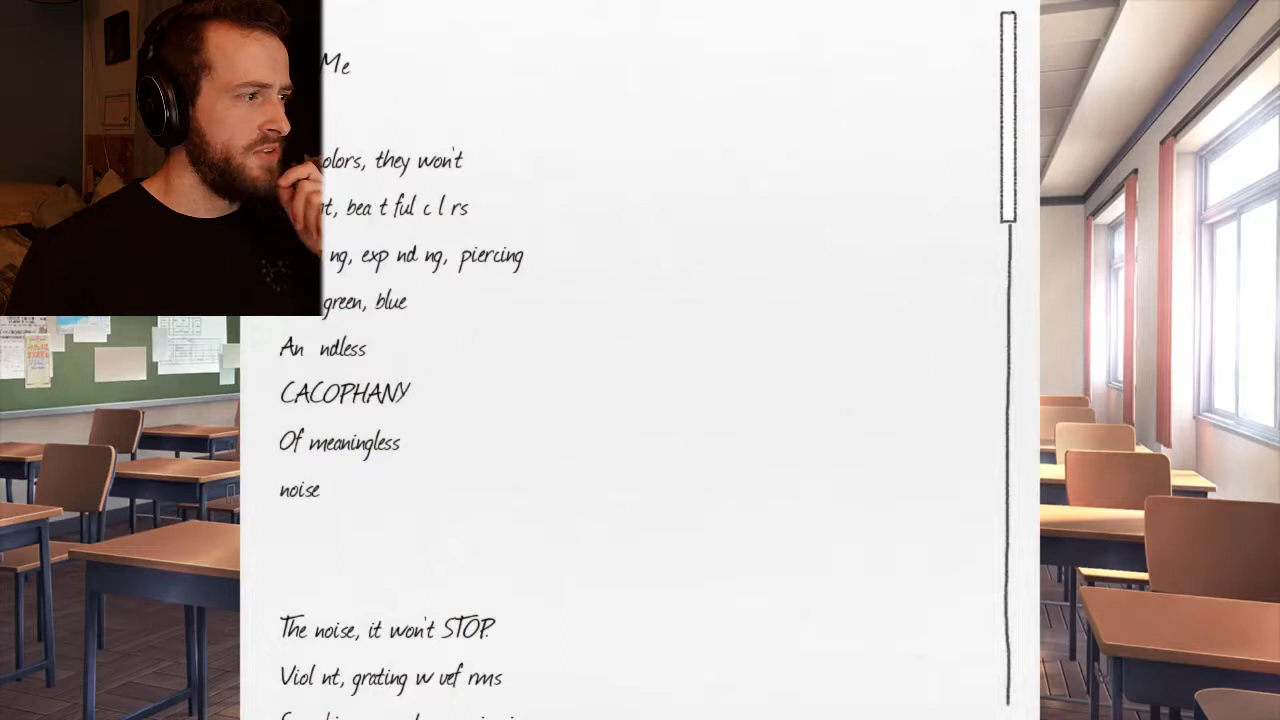 Me
olors, they won't
t, bea t ful c l rs
ng, exp nd ng, piercing
green, blue
An ndless
CACOPHANY
Of meaningless
noise
The noise, it won't STOP.
Viol nt, grating w vef rms